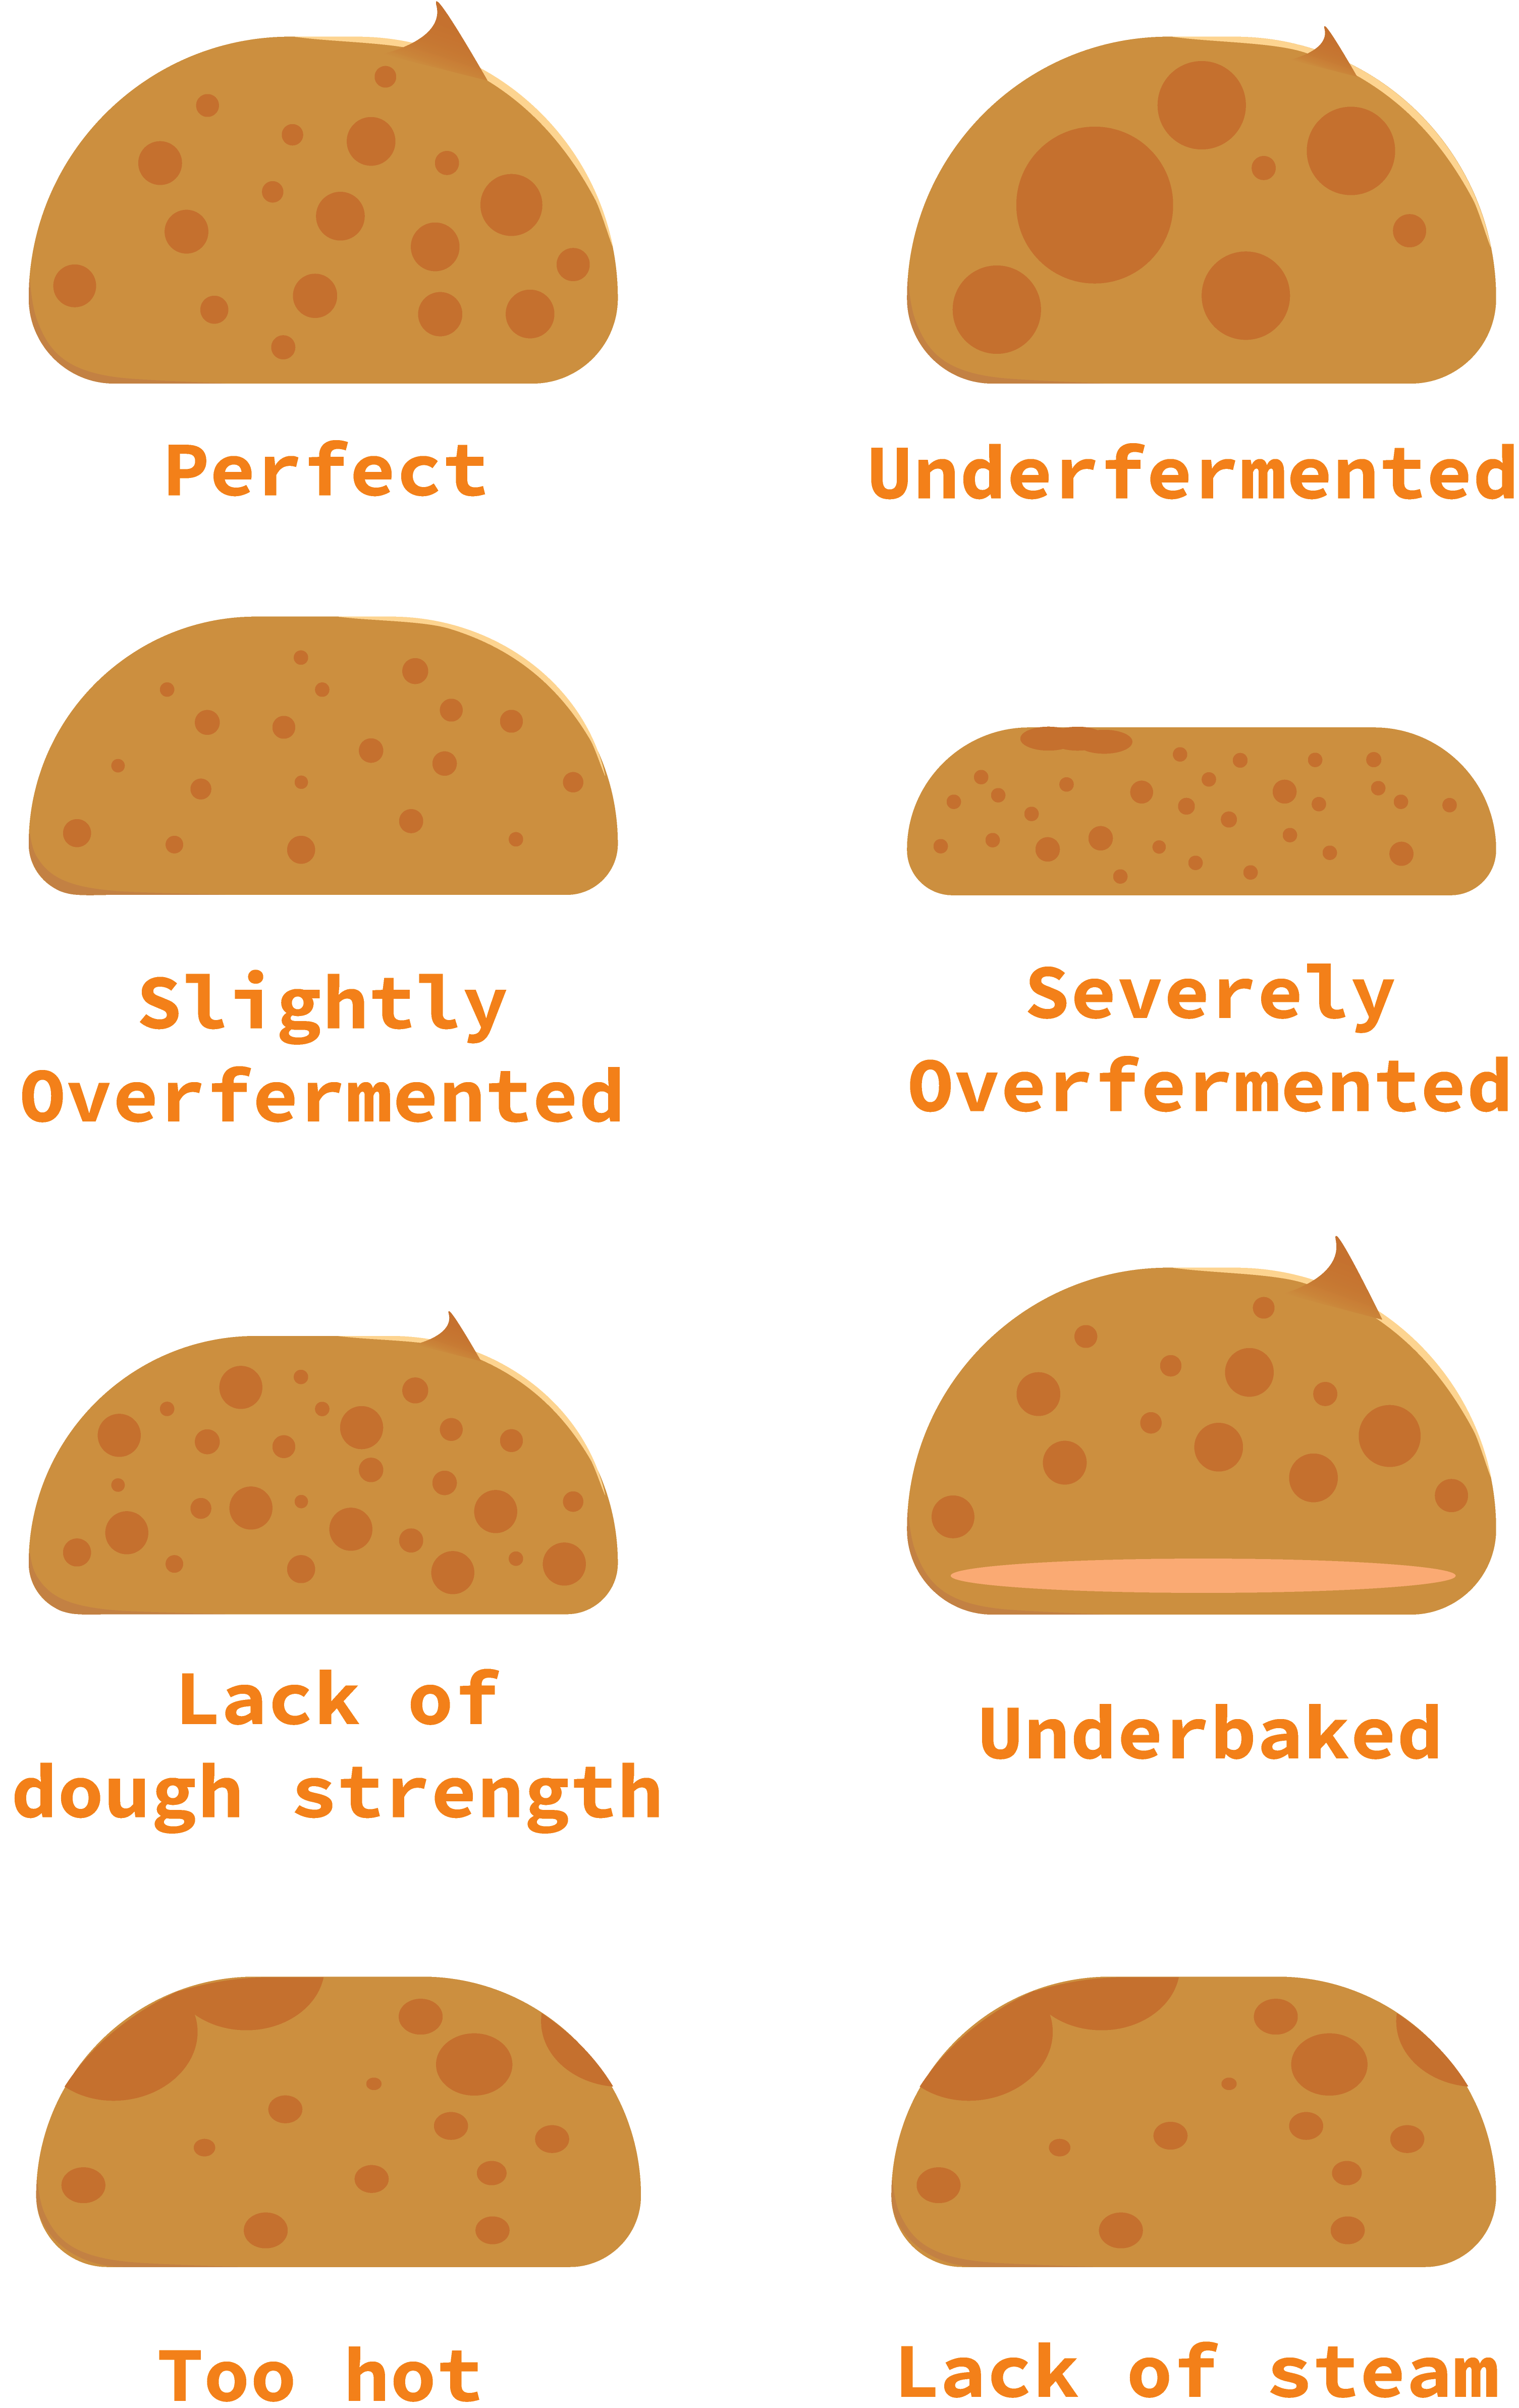 Perfect
Underfermented
Slightly
Overfermented
Severely
Overfermented
Lack of
dough strength
Underbaked
Too hot
Lack of steam